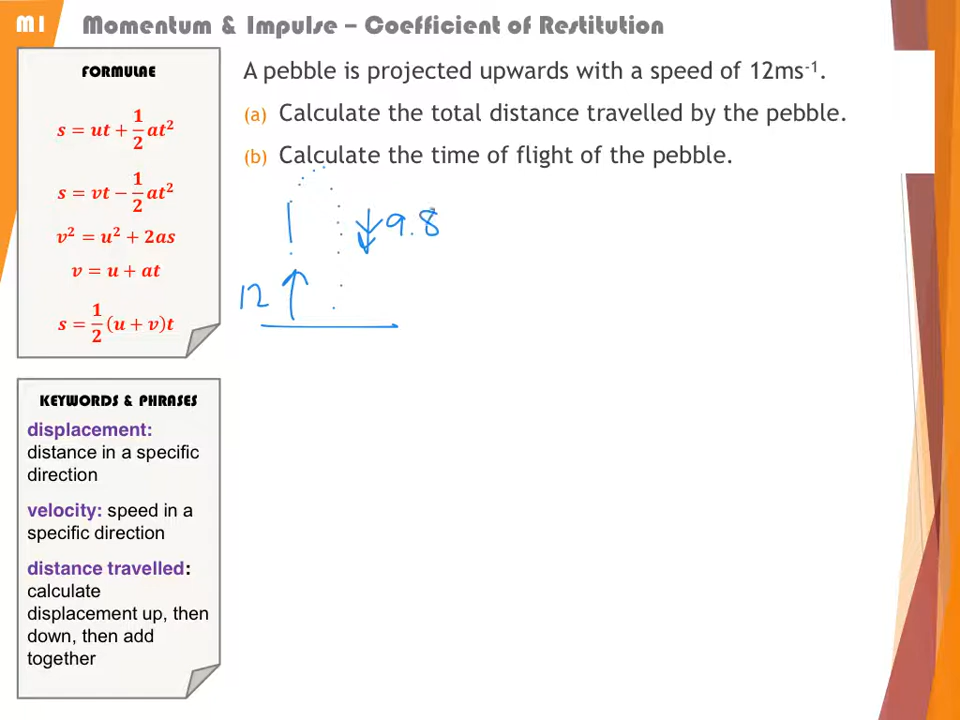 M1 Momentum & Impulse – Coefficient of Restitution
FORMULAE
s = ut + 1/2 at²
s = vt − 1/2 at²
v² = u² + 2as
v = u + at
s = 1/2 (u + v)t
KEYWORDS & PHRASES
displacement:
distance in a specific
direction
velocity: speed in a
specific direction
distance travelled:
calculate
displacement up, then
down, then add
together
A pebble is projected upwards with a speed of 12ms⁻¹.
(a) Calculate the total distance travelled by the pebble.
(b) Calculate the time of flight of the pebble.
9.8
12